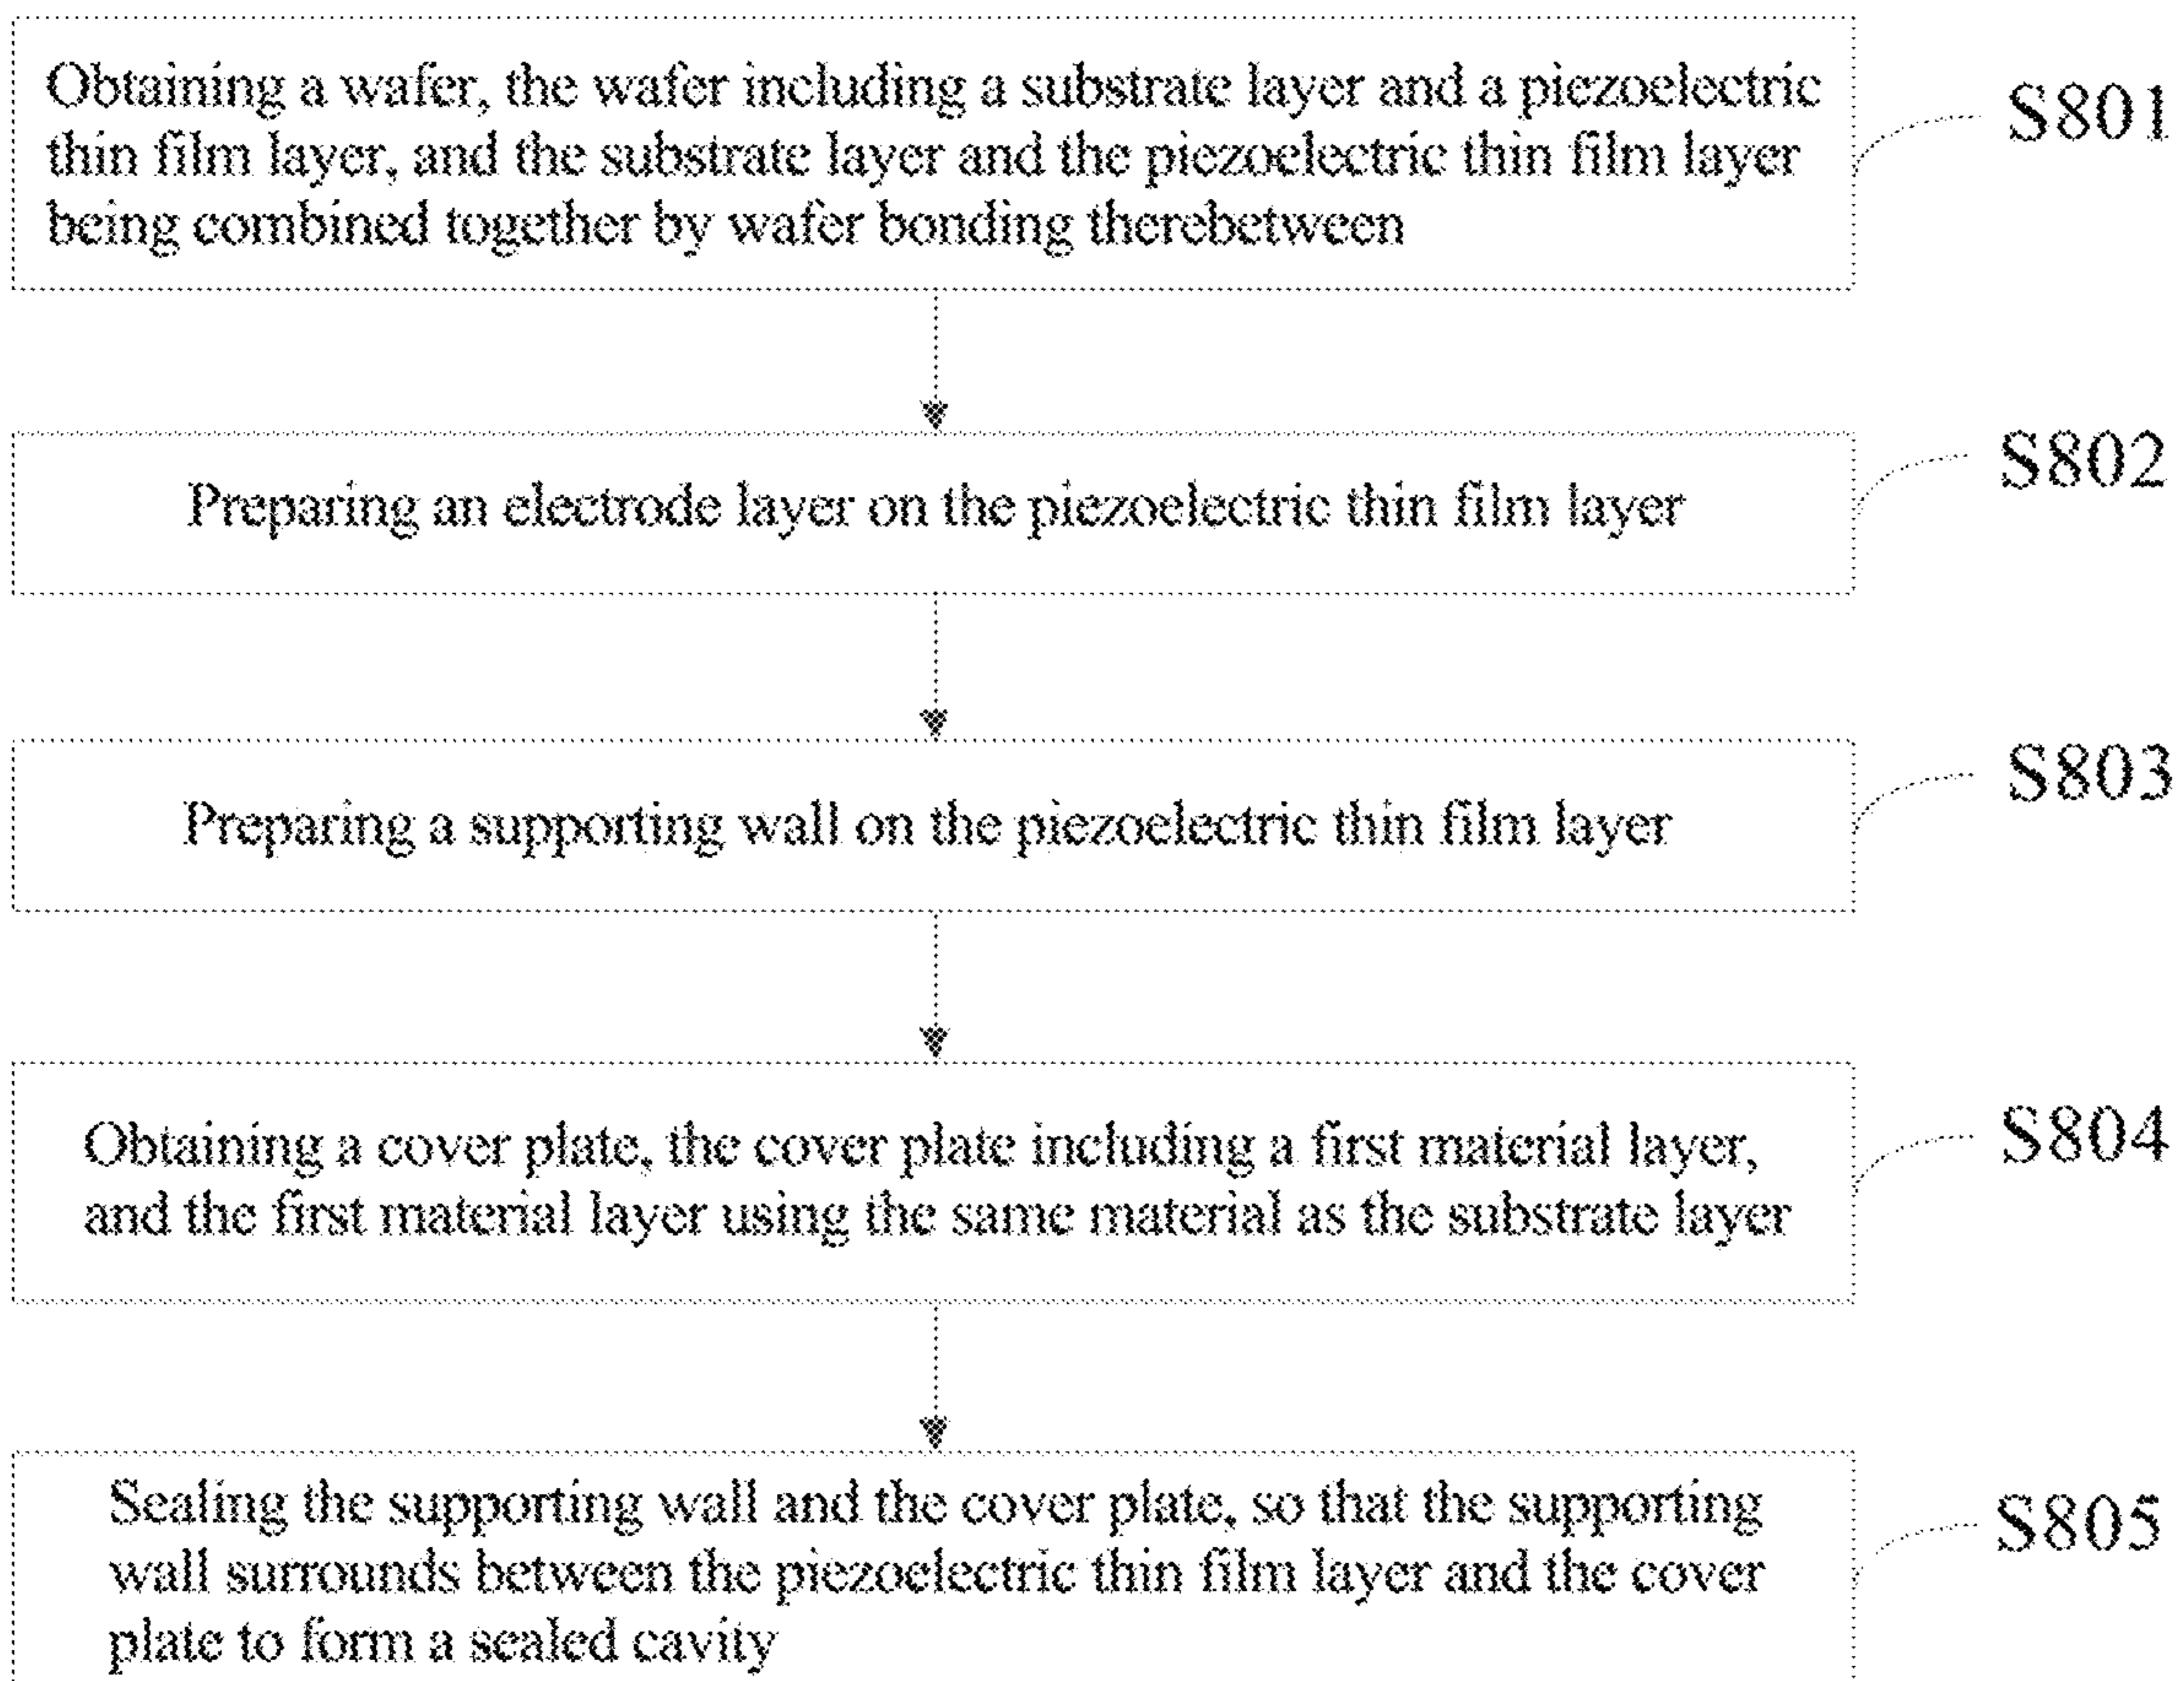 Obtaining a wafer, the wafer including a substrate layer and a piezoelectric
thin film layer, and the substrate layer and the piezoelectric thin film layer
being combined together by wafer bonding therebetween
S801
Preparing an electrode layer on the piezoelectric thin film layer
S802
Preparing a supporting wall on the piezoelectric thin film layer
S803
Obtaining a cover plate, the cover plate including a first material layer,
and the first material layer using the same material as the substrate layer
S804
Sealing the supporting wall and the cover plate, so that the supporting
wall surrounds between the piezoelectric thin film layer and the cover
plate to form a sealed cavity
S805